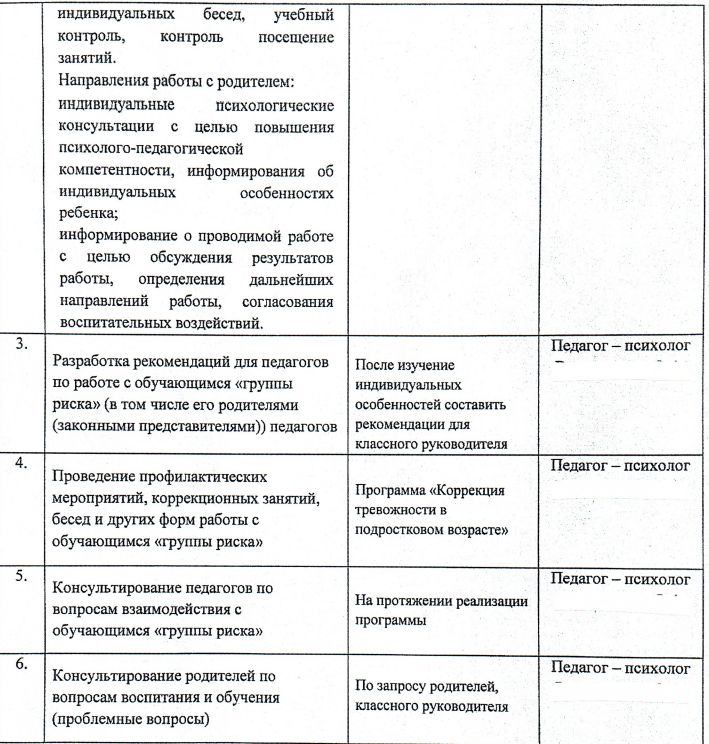 индивидуальных бесед, учебный
контроль, контроль посещение
занятий.
Направления работы с родителем:
индивидуальные психологические
консультации с целью повышения
психолого-педагогической
компетентности, информирования об
индивидуальных особенностях
ребенка;
информирование о проводимой работе
с целью обсуждения результатов
работы, определения дальнейших
направлений работы, согласования
воспитательных воздействий.
3.
Разработка рекомендаций для педагогов
по работе с обучающимся «группы
риска» (в том числе его родителями
(законными представителями)) педагогов
После изучение
индивидуальных
особенностей составить
рекомендации для
классного руководителя
Педагог – психолог
4.
Проведение профилактических
мероприятий, коррекционных занятий,
бесед и других форм работы с
обучающимся «группы риска»
Программа «Коррекция
тревожности в
подростковом возрасте»
Педагог – психолог
5.
Консультирование педагогов по
вопросам взаимодействия с
обучающимся «группы риска»
На протяжении реализации
программы
Педагог – психолог
6.
Консультирование родителей по
вопросам воспитания и обучения
(проблемные вопросы)
По запросу родителей,
классного руководителя
Педагог – психолог